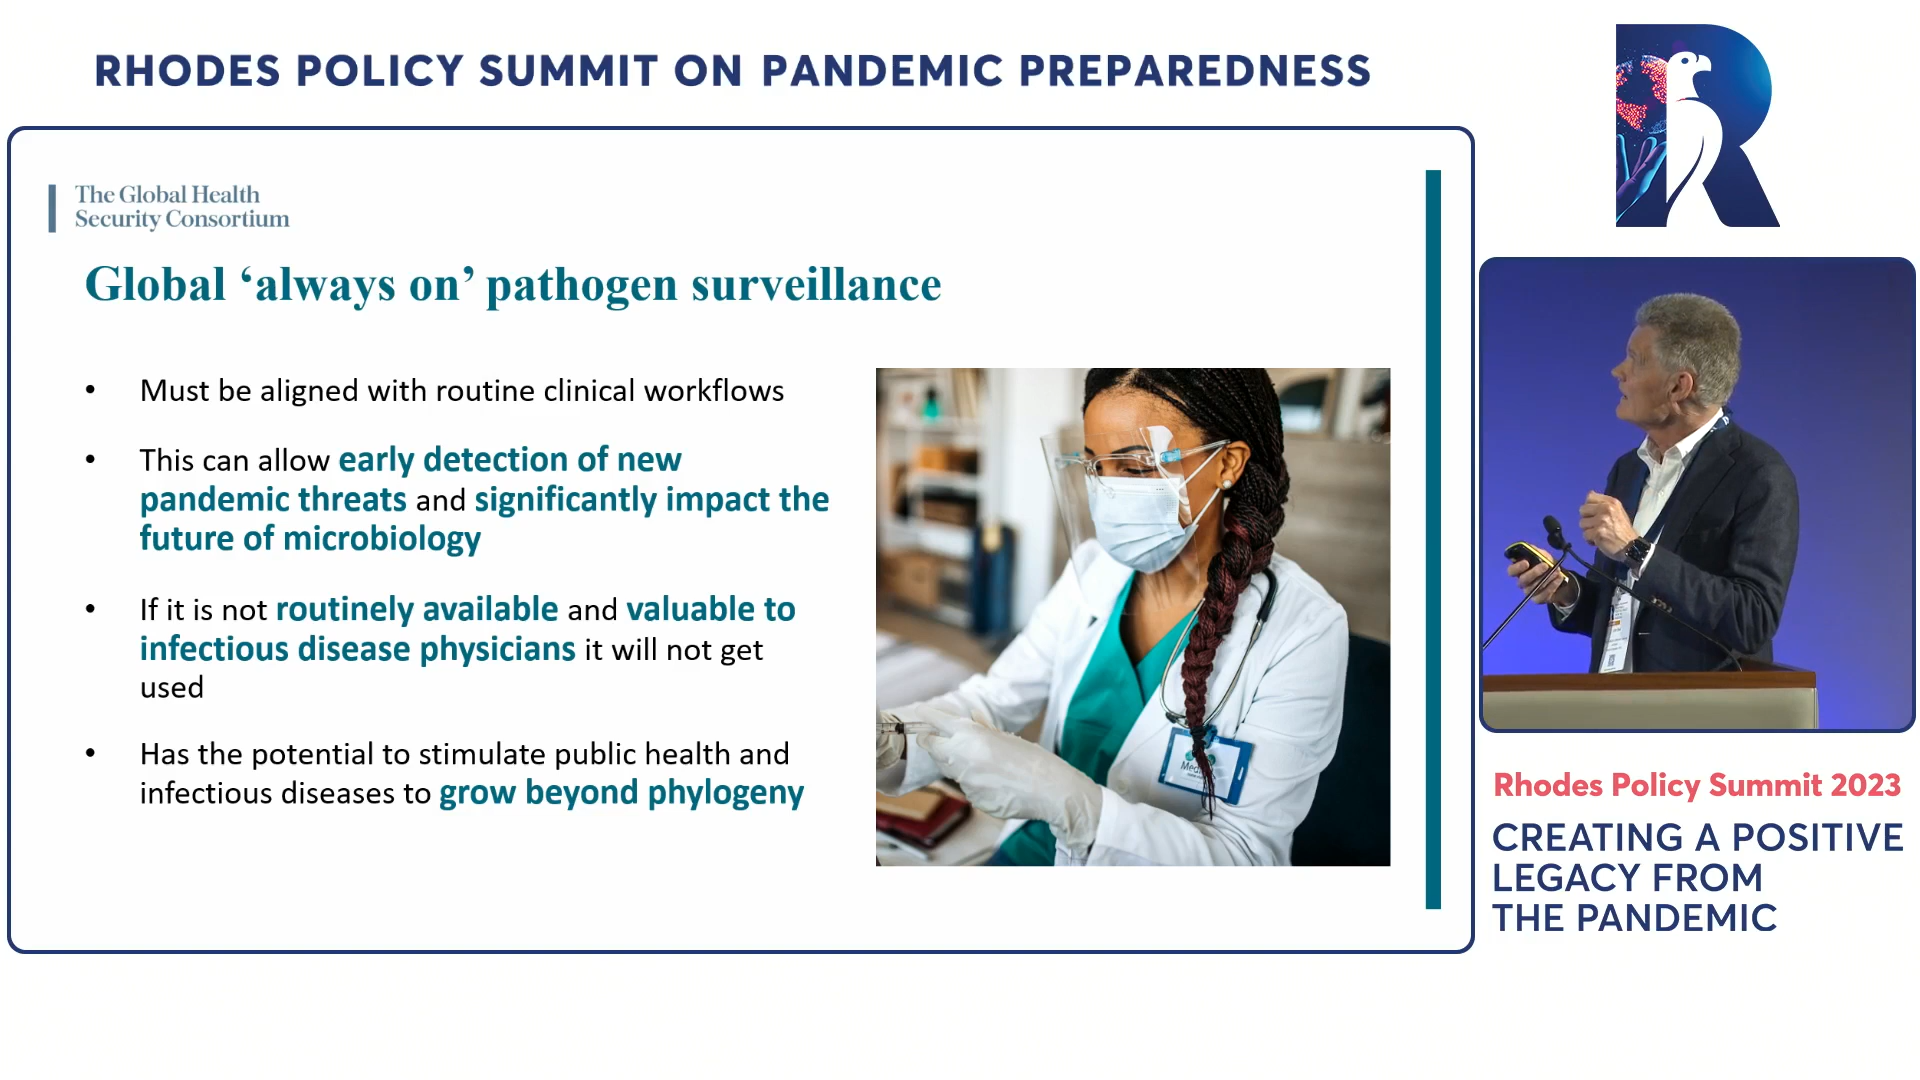 RHODES POLICY SUMMIT ON PANDEMIC PREPAREDNESS
The Global Health
Security Consortium
Global ‘always on’ pathogen surveillance
• Must be aligned with routine clinical workflows
• This can allow early detection of new
pandemic threats and significantly impact the
future of microbiology
• If it is not routinely available and valuable to
infectious disease physicians it will not get
used
• Has the potential to stimulate public health and
infectious diseases to grow beyond phylogeny
R
Rhodes Policy Summit 2023
CREATING A POSITIVE
LEGACY FROM
THE PANDEMIC